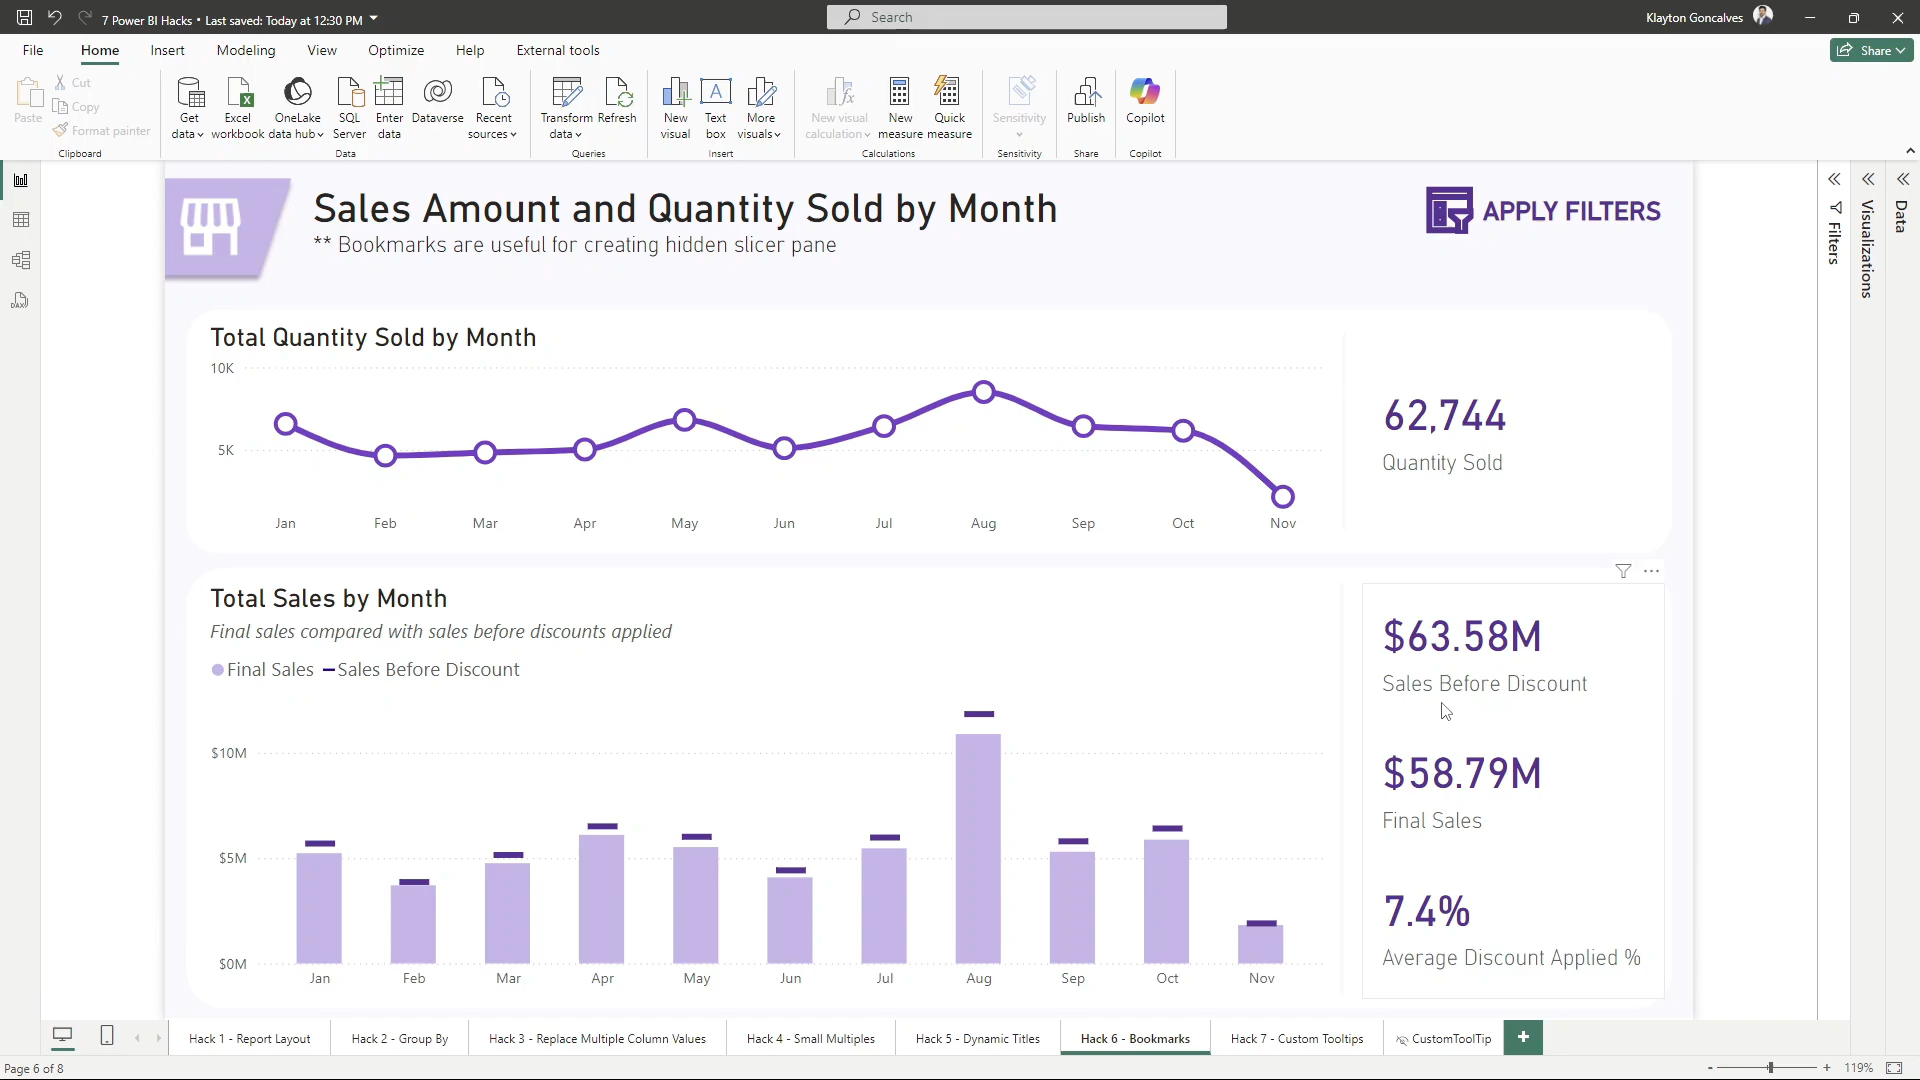 7 Power BI Hacks • Last saved: Today at 12:30 PM
Search
Klayton Goncalves
File Home Insert Modeling View Optimize Help External tools
Share
Paste
Cut
Copy
Format painter
Clipboard
Get data
Excel workbook
OneLake data hub
SQL Server
Enter data
Dataverse
Recent sources
Data
Transform data
Refresh
Queries
New visual
Text box
More visuals
Insert
New visual calculation
New measure
Quick measure
Calculations
Sensitivity
Sensitivity
Publish
Share
Copilot
Copilot
DAX
Sales Amount and Quantity Sold by Month
** Bookmarks are useful for creating hidden slicer pane
APPLY FILTERS
Filters
Visualizations
Data
Total Quantity Sold by Month
10K
5K
Jan Feb Mar Apr May Jun Jul Aug Sep Oct Nov
62,744
Quantity Sold
Total Sales by Month
Final sales compared with sales before discounts applied
Final Sales Sales Before Discount
$10M
$5M
$0M
Jan Feb Mar Apr May Jun Jul Aug Sep Oct Nov
$63.58M
Sales Before Discount
$58.79M
Final Sales
7.4%
Average Discount Applied %
Hack 1 - Report Layout
Hack 2 - Group By
Hack 3 - Replace Multiple Column Values
Hack 4 - Small Multiples
Hack 5 - Dynamic Titles
Hack 6 - Bookmarks
Hack 7 - Custom Tooltips
CustomToolTip
+
Page 6 of 8
- + 119%